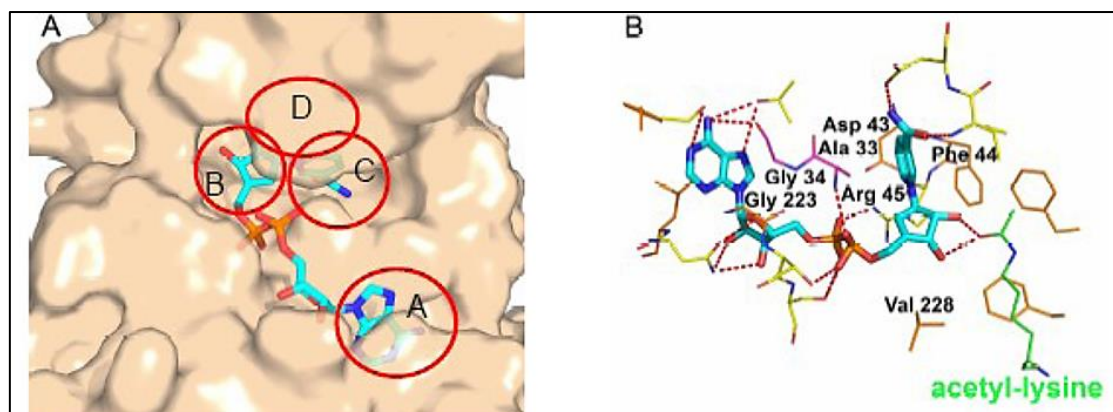 A
D
B
C
A
B
Asp 43
Ala 33
Phe 44
Gly 34
Gly 223
Arg 45
Val 228
acetyl-lysine